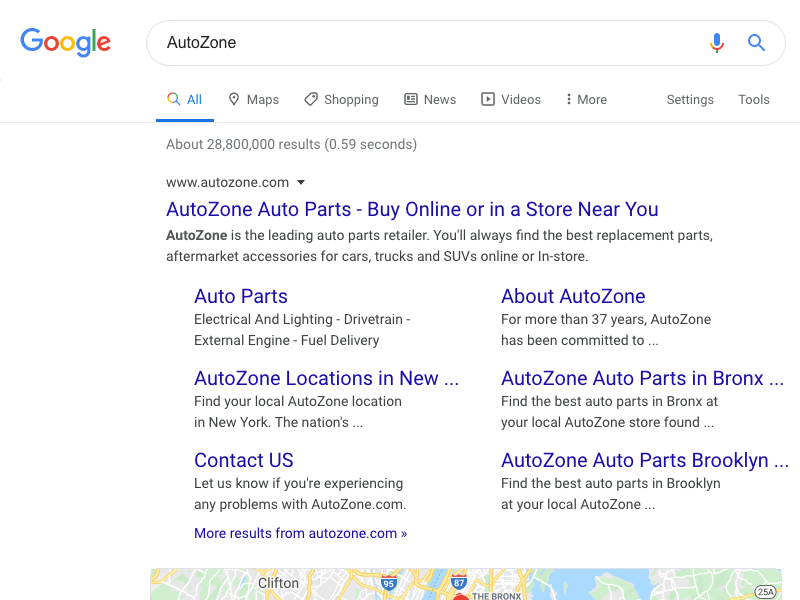 Google
AutoZone
All Maps Shopping News Videos More Settings Tools
About 28,800,000 results (0.59 seconds)
www.autozone.com
AutoZone Auto Parts - Buy Online or in a Store Near You
AutoZone is the leading auto parts retailer. You'll always find the best replacement parts,
aftermarket accessories for cars, trucks and SUVs online or In-store.
Auto Parts
Electrical And Lighting - Drivetrain -
External Engine - Fuel Delivery
About AutoZone
For more than 37 years, AutoZone
has been committed to ...
AutoZone Locations in New ...
Find your local AutoZone location
in New York. The nation's ...
AutoZone Auto Parts in Bronx ...
Find the best auto parts in Bronx at
your local AutoZone store found ...
Contact US
Let us know if you're experiencing
any problems with AutoZone.com.
AutoZone Auto Parts Brooklyn ...
Find the best auto parts in Brooklyn
at your local AutoZone ...
More results from autozone.com »
Clifton
95
87
THE BRONX
25A